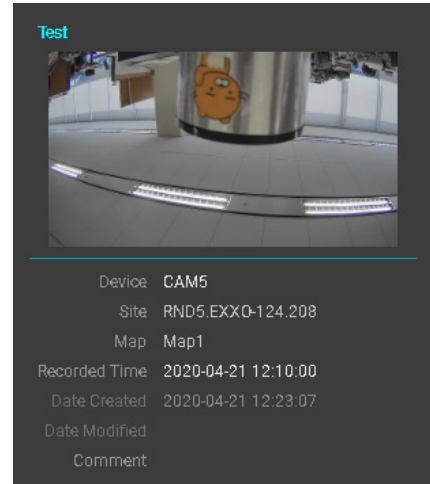 Test
Device CAM5
Site RND5.EXXO-124.208
Map Map1
Recorded Time 2020-04-21 12:10:00
Date Created 2020-04-21 12:23:07
Date Modified
Comment